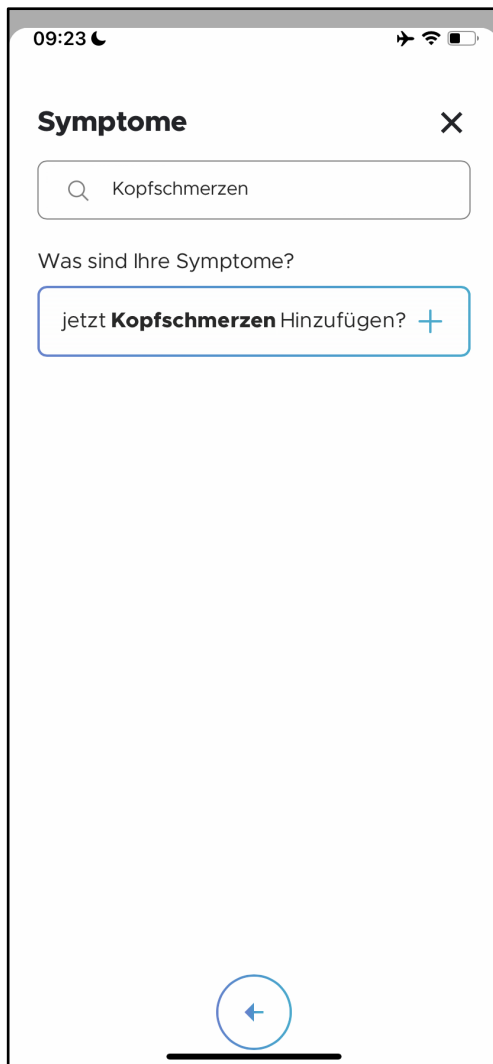 09:23
Symptome
Kopfschmerzen
Was sind Ihre Symptome?
jetzt Kopfschmerzen Hinzufügen?